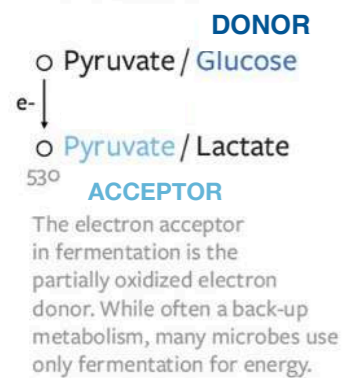 DONOR
Pyruvate / Glucose
e-
Pyruvate / Lactate
530
ACCEPTOR
The electron acceptor
in fermentation is the
partially oxidized electron
donor. While often a back-up
metabolism, many microbes use
only fermentation for energy.